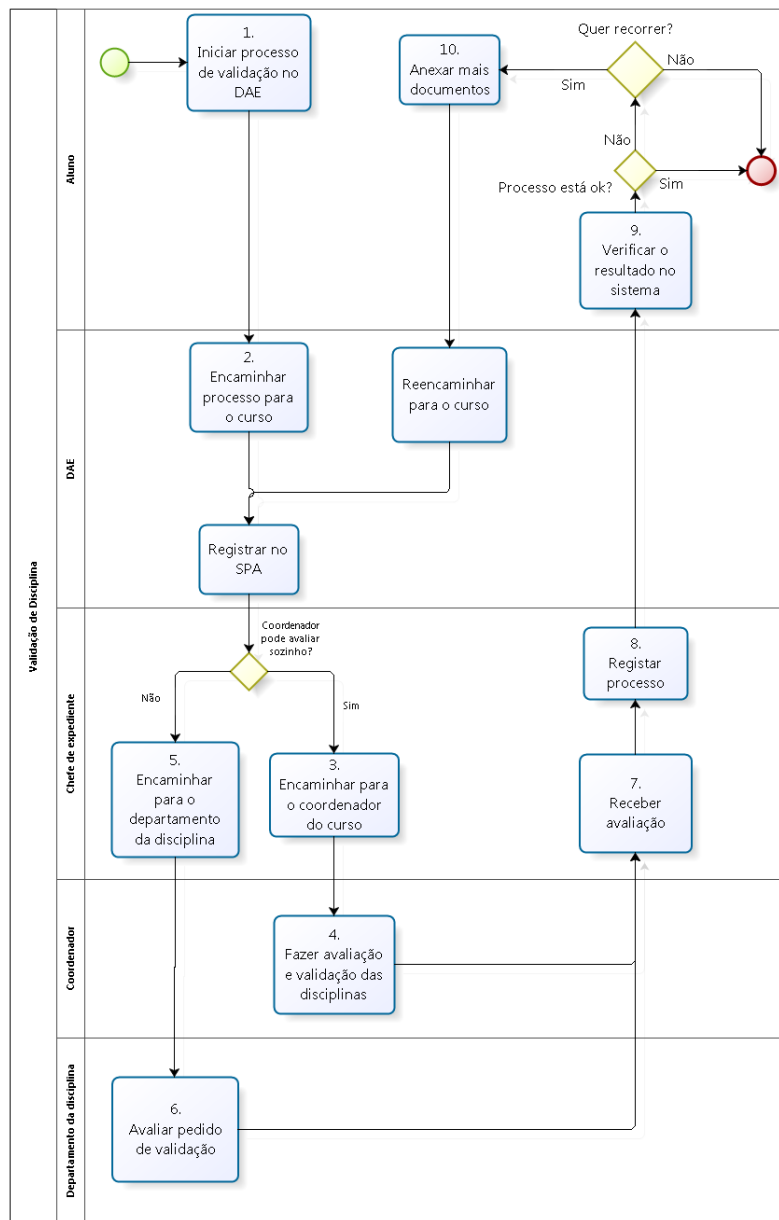 Validação de Disciplina
Aluno
1.
Iniciar processo
de validação no
DAE
10.
Anexar mais
documentos
Quer recorrer?
Não
Sim
Não
Processo está ok?
Sim
9.
Verificar o
resultado no
sistema
DAE
2.
Encaminhar
processo para
o curso
Reencaminhar
para o curso
Registrar no
SPA
Chefe de expediente
Coordenador
pode avaliar
sozinho?
Não
Sim
5.
Encaminhar
para o
departamento
da disciplina
3.
Encaminhar para
o coordenador
do curso
8.
Registar
processo
7.
Receber
avaliação
Coordenador
4.
Fazer avaliação
e validação das
disciplinas
Departamento da disciplina
6.
Avaliar pedido
de validação